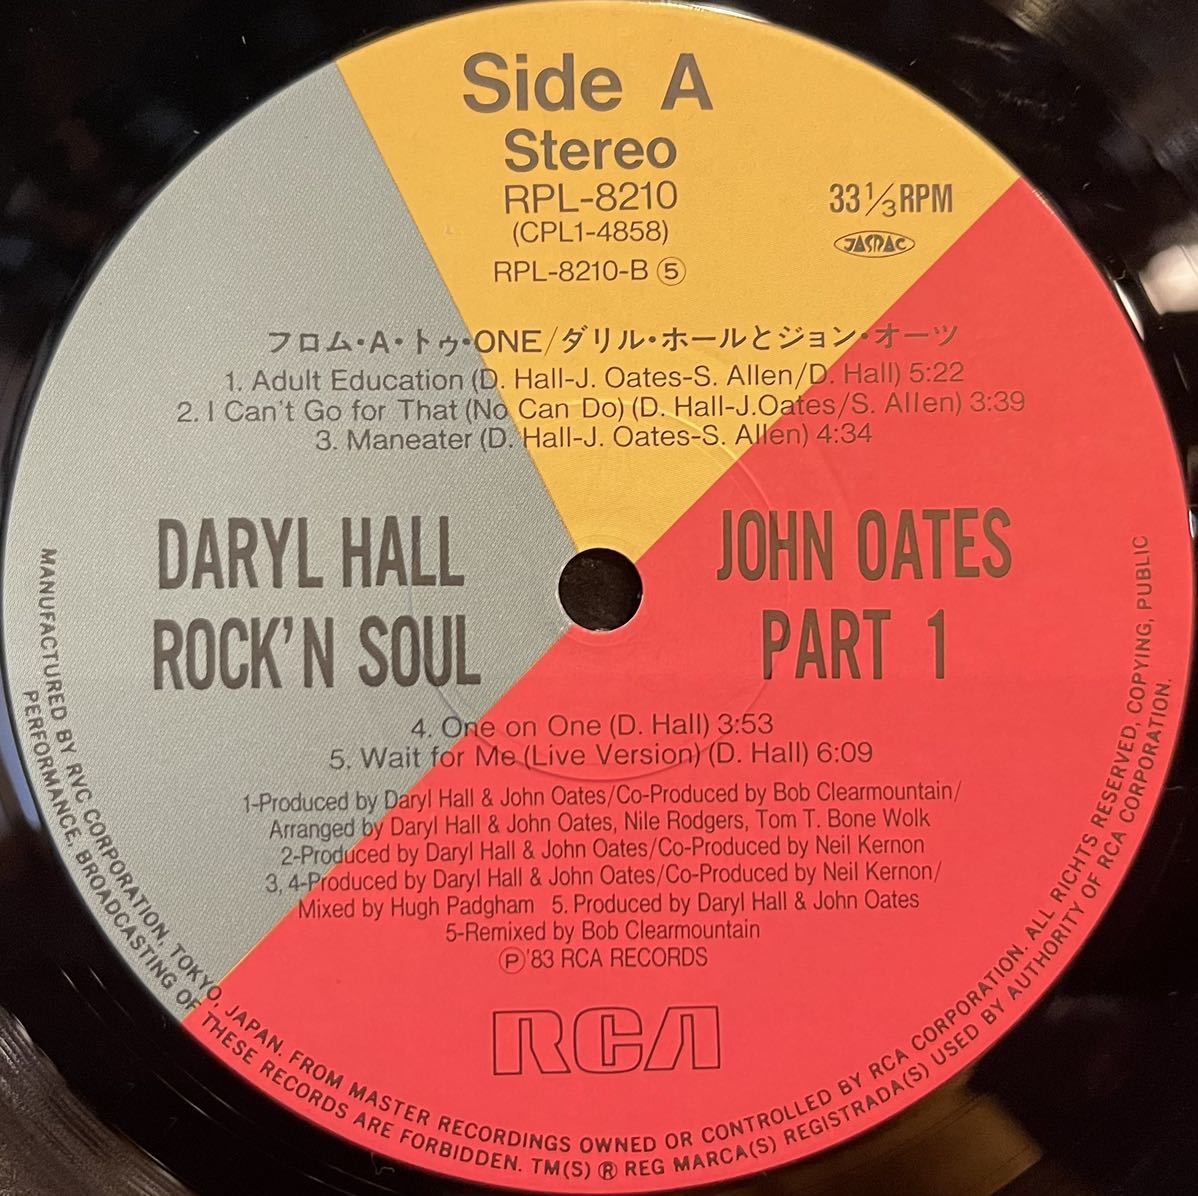 Side A
Stereo
RPL-8210
(CPL1-4858)
RPL-8210-B ⑤
33 1/3 RPM
JASRAC
フロム・A・トゥ・ONE/ダリル・ホールとジョン・オーツ
1. Adult Education (D. Hall-J. Oates-S. Allen/D. Hall) 5:22
2. I Can't Go for That (No Can Do) (D. Hall-J.Oates/S. Allen) 3:39
3. Maneater (D. Hall-J. Oates-S. Allen) 4:34
DARYL HALL JOHN OATES
ROCK'N SOUL PART 1
4. One on One (D. Hall) 3:53
5. Wait for Me (Live Version) (D. Hall) 6:09
1-Produced by Daryl Hall & John Oates/Co-Produced by Bob Clearmountain/
Arranged by Daryl Hall & John Oates, Nile Rodgers, Tom T. Bone Wolk
2-Produced by Daryl Hall & John Oates/Co-Produced by Neil Kernon
3, 4-Produced by Daryl Hall & John Oates/Co-Produced by Neil Kernon/
Mixed by Hugh Padgham 5. Produced by Daryl Hall & John Oates
5-Remixed by Bob Clearmountain
Ⓟ'83 RCA RECORDS
RCA
MANUFACTURED BY RVC CORPORATION, TOKYO, JAPAN. FROM MASTER RECORDINGS OWNED OR CONTROLLED BY RCA CORPORATION. ALL RIGHTS RESERVED, COPYING, PUBLIC
PERFORMANCE, BROADCASTING OF THESE RECORDS ARE FORBIDDEN. TM(S) ® REG MARCA(S) REGISTRADA(S) USED BY AUTHORITY OF RCA CORPORATION.